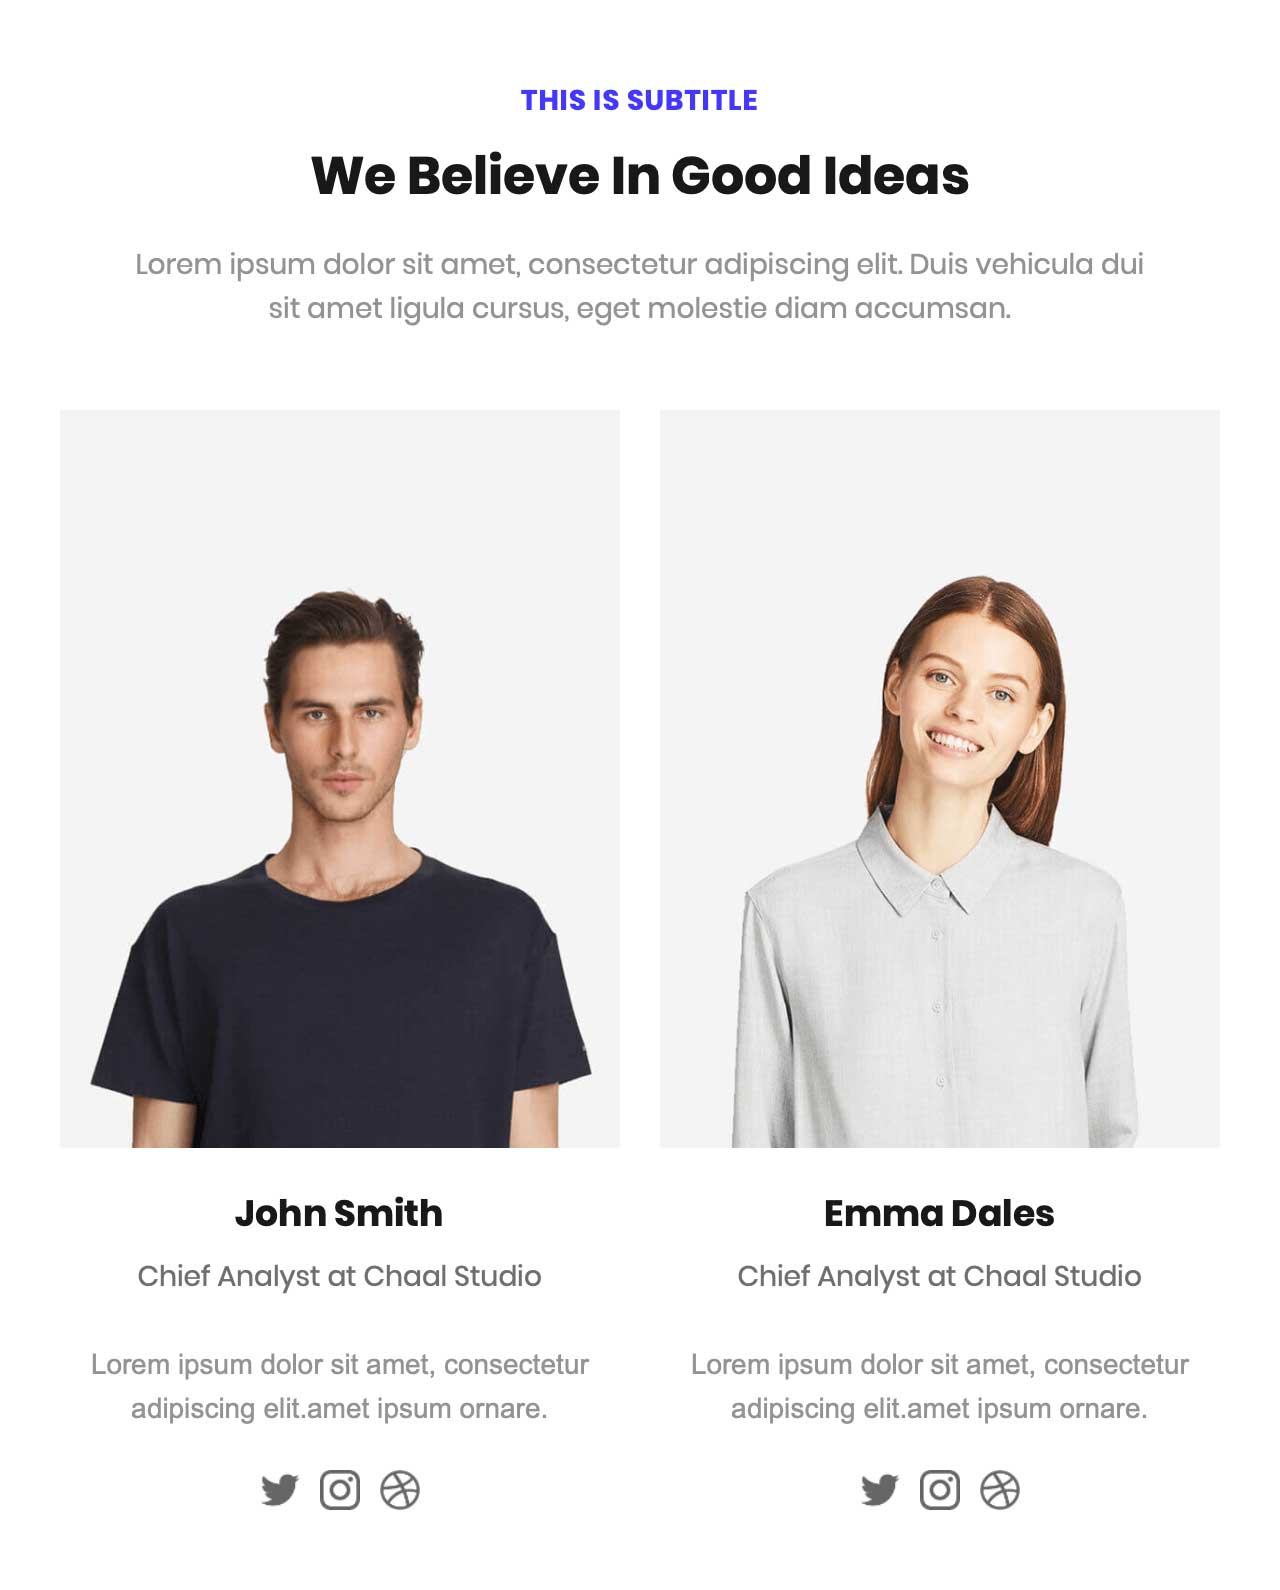 THIS IS SUBTITLE
We Believe In Good Ideas
Lorem ipsum dolor sit amet, consectetur adipiscing elit. Duis vehicula dui
sit amet ligula cursus, eget molestie diam accumsan.
John Smith
Chief Analyst at Chaal Studio
Lorem ipsum dolor sit amet, consectetur
adipiscing elit.amet ipsum ornare.
Emma Dales
Chief Analyst at Chaal Studio
Lorem ipsum dolor sit amet, consectetur
adipiscing elit.amet ipsum ornare.